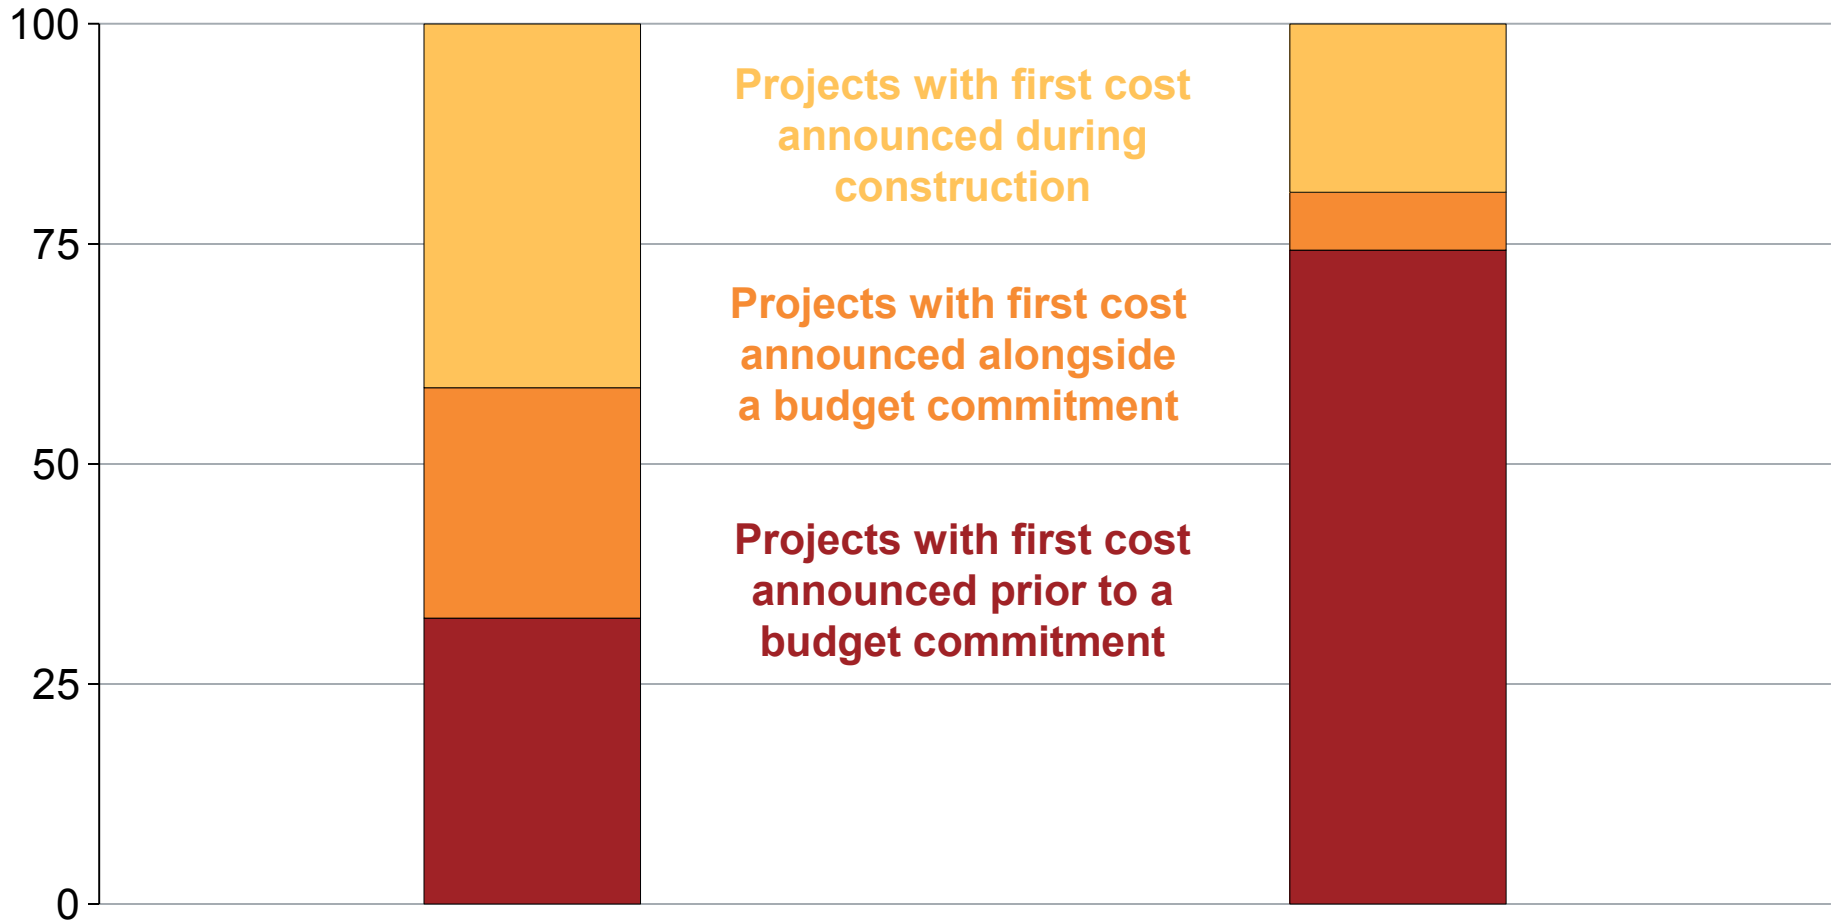 100
Projects with first cost
announced during
construction
75
Projects with first cost
announced alongside
a budget commitment
50
Projects with first cost
announced prior to a
budget commitment
25
0